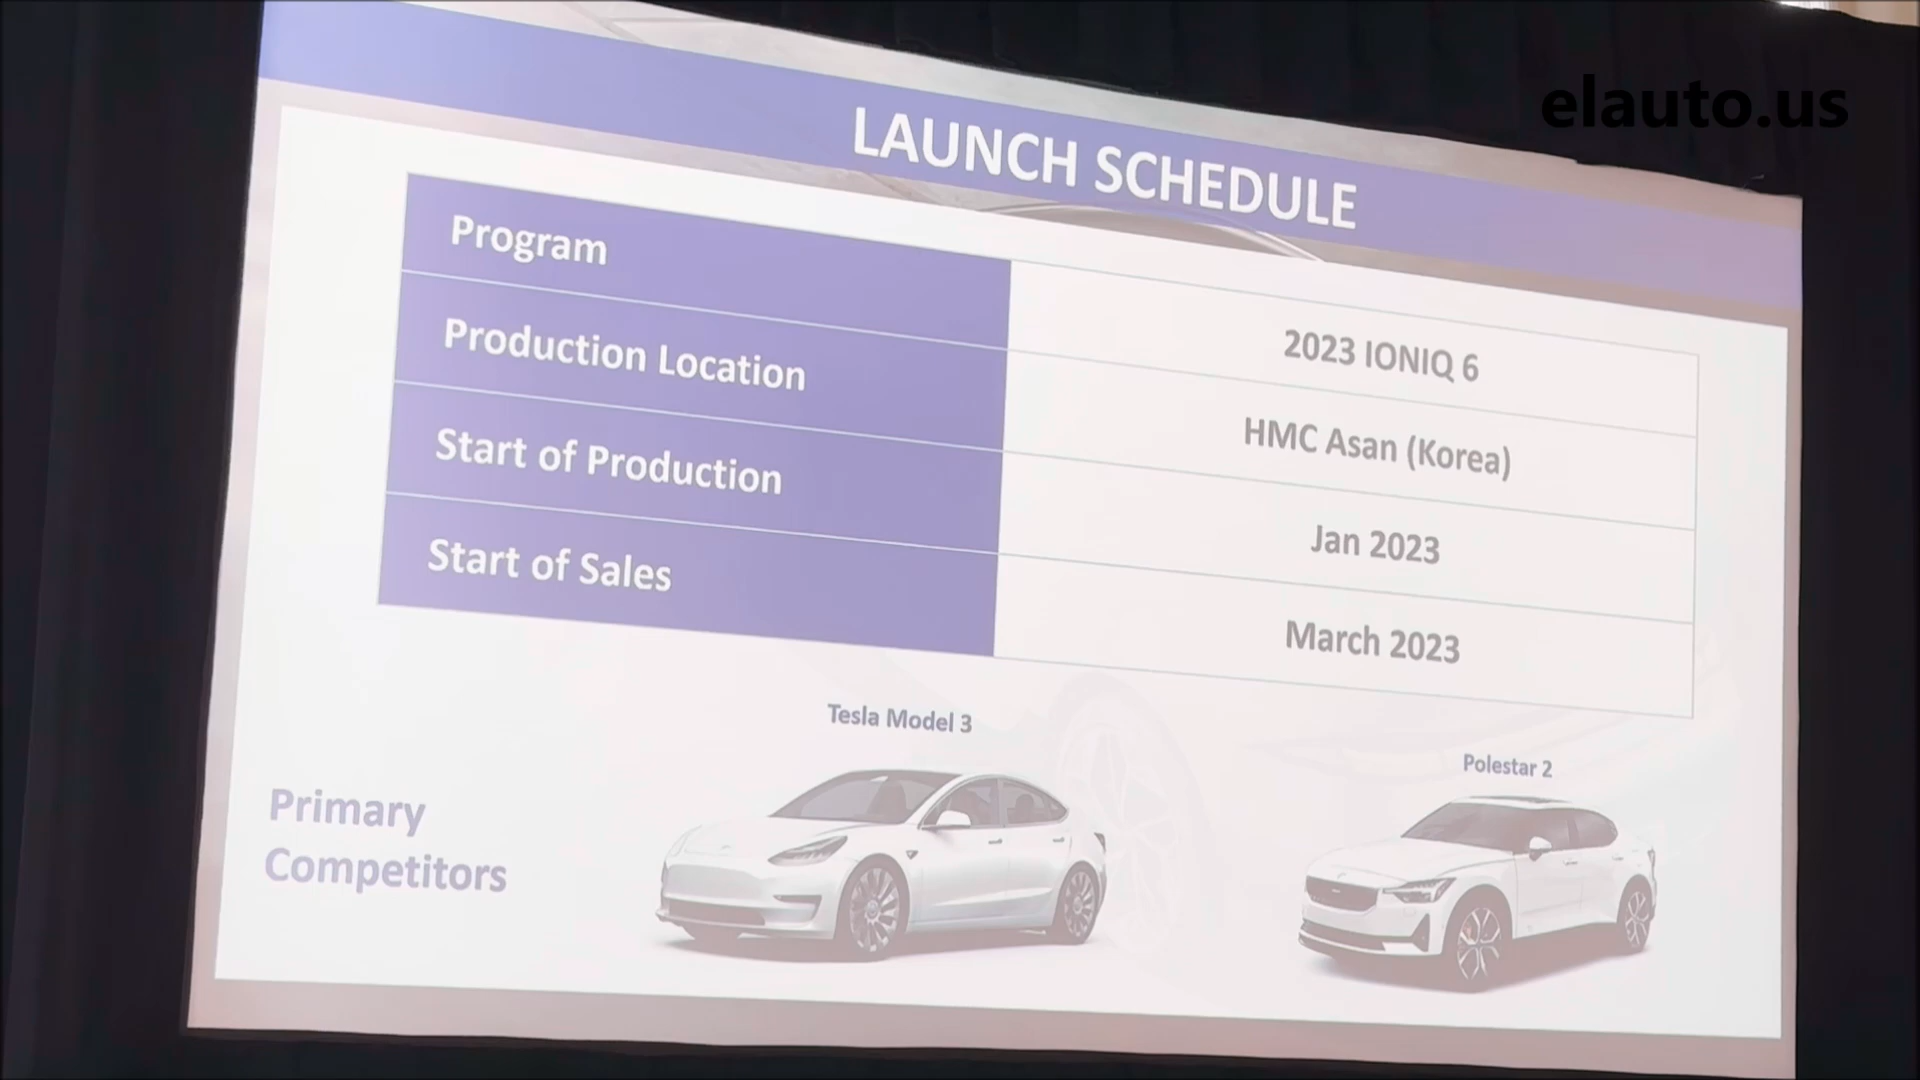 elauto.us
LAUNCH SCHEDULE
Program
2023 IONIQ 6
Production Location
HMC Asan (Korea)
Start of Production
Jan 2023
Start of Sales
March 2023
Primary
Competitors
Tesla Model 3
Polestar 2